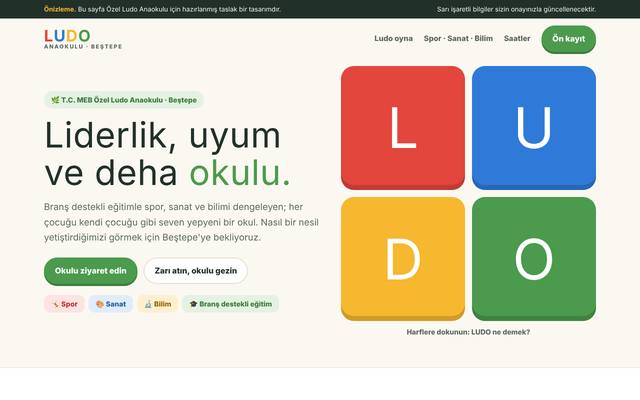 Önizleme. Bu sayfa Özel Ludo Anaokulu için hazırlanmış taslak bir tasarımdır.
Sarı işaretli bilgiler sizin onayınızla güncellenecektir.
LUDO
ANAOKULU · BEŞTEPE
Ludo oyna
Spor · Sanat · Bilim
Saatler
Ön kayıt
🌿 T.C. MEB Özel Ludo Anaokulu · Beştepe
Liderlik, uyum
ve deha okulu.
Branş destekli eğitimle spor, sanat ve bilimi dengeleyen; her
çocuğu kendi çocuğu gibi seven yepyeni bir okul. Nasıl bir nesil
yetiştirdiğimizi görmek için Beştepe'ye bekliyoruz.
Okulu ziyaret edin
Zarı atın, okulu gezin
🤸 Spor
🎨 Sanat
🔬 Bilim
🎓 Branş destekli eğitim
L
U
D
O
Harflere dokunun: LUDO ne demek?